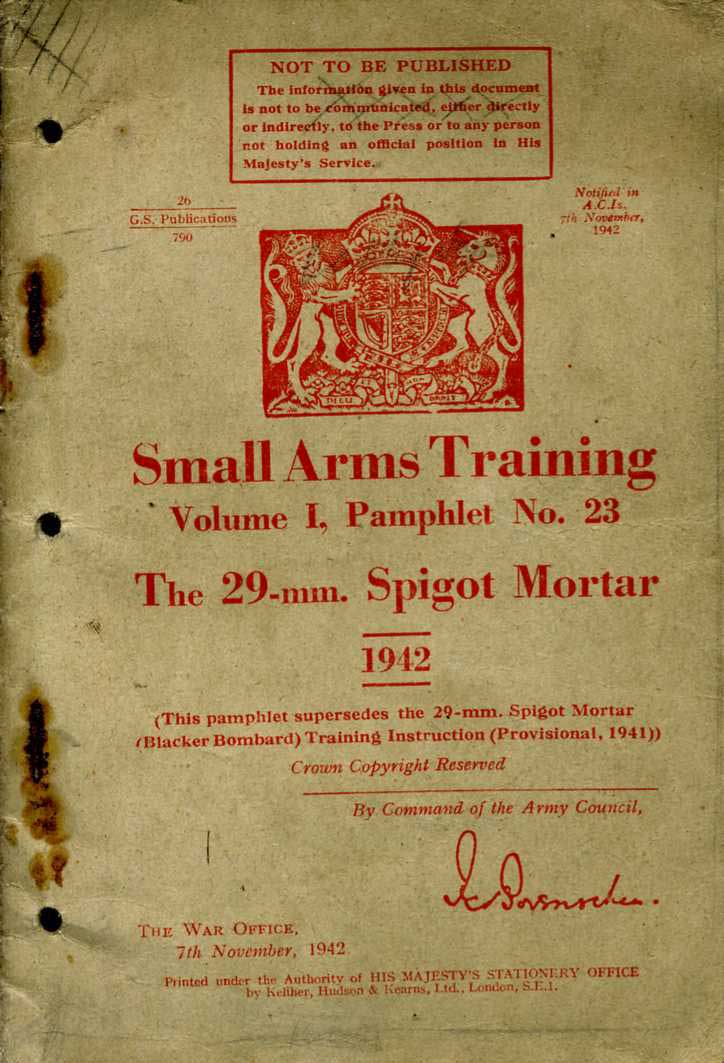 NOT TO BE PUBLISHED
The information given in this document
is not to be communicated, either directly
or indirectly, to the Press or to any person
not holding an official position in His
Majesty's Service.
26
G.S. Publications
790
Notified in
A.C.Is.
7th November,
1942
DIEU ET MON DROIT
Small Arms Training
Volume I, Pamphlet No. 23
The 29-mm. Spigot Mortar
1942
(This pamphlet supersedes the 29-mm. Spigot Mortar
(Blacker Bombard) Training Instruction (Provisional, 1941))
Crown Copyright Reserved
By Command of the Army Council,
THE WAR OFFICE,
7th November, 1942.
Printed under the Authority of HIS MAJESTY'S STATIONERY OFFICE
by Keliher, Hudson & Kearns, Ltd., London, S.E.1.